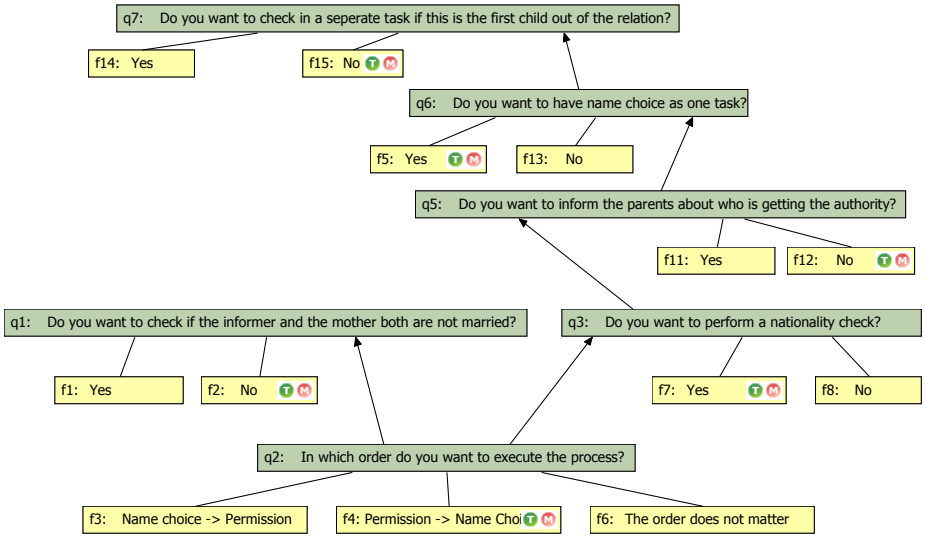 q7: Do you want to check in a seperate task if this is the first child out of the relation?
f14: Yes
f15: No T M
q6: Do you want to have name choice as one task?
f5: Yes T M
f13: No
q5: Do you want to inform the parents about who is getting the authority?
f11: Yes
f12: No T M
q1: Do you want to check if the informer and the mother both are not married?
q3: Do you want to perform a nationality check?
f1: Yes
f2: No T M
f7: Yes T M
f8: No
q2: In which order do you want to execute the process?
f3: Name choice -> Permission
f4: Permission -> Name Choi T M
f6: The order does not matter